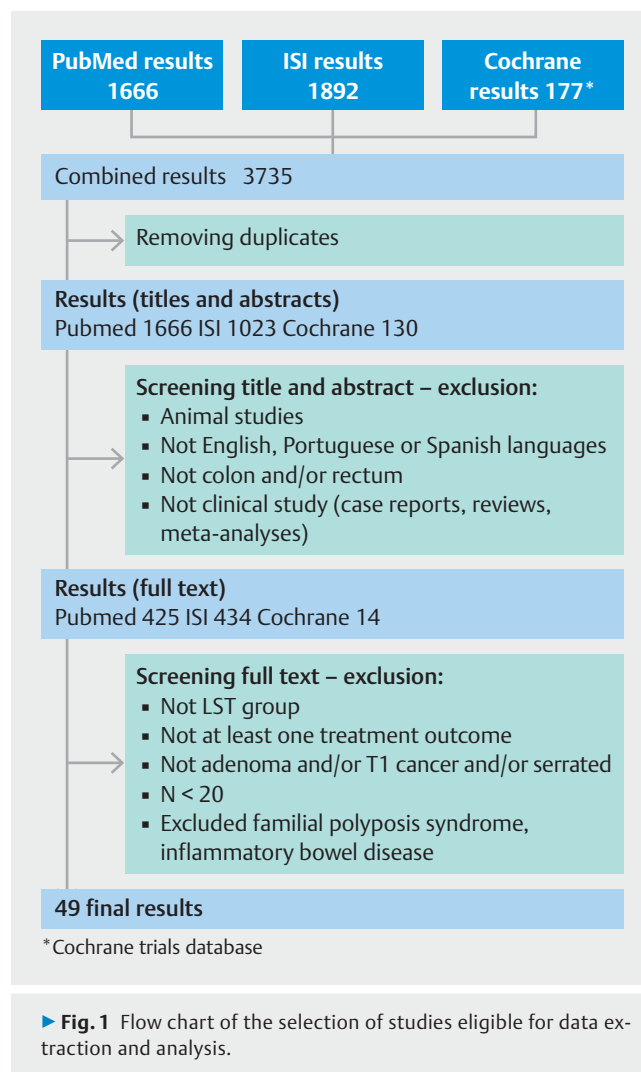 PubMed results
1666
ISI results
1892
Cochrane
results 177*
Combined results 3735
Removing duplicates
Results (titles and abstracts)
Pubmed 1666 ISI 1023 Cochrane 130
Screening title and abstract – exclusion:
▪ Animal studies
▪ Not English, Portuguese or Spanish languages
▪ Not colon and/or rectum
▪ Not clinical study (case reports, reviews,
meta-analyses)
Results (full text)
Pubmed 425 ISI 434 Cochrane 14
Screening full text – exclusion:
▪ Not LST group
▪ Not at least one treatment outcome
▪ Not adenoma and/or T1 cancer and/or serrated
▪ N < 20
▪ Excluded familial polyposis syndrome,
inflammatory bowel disease
49 final results
*Cochrane trials database
▶ Fig. 1 Flow chart of the selection of studies eligible for data ex-
traction and analysis.